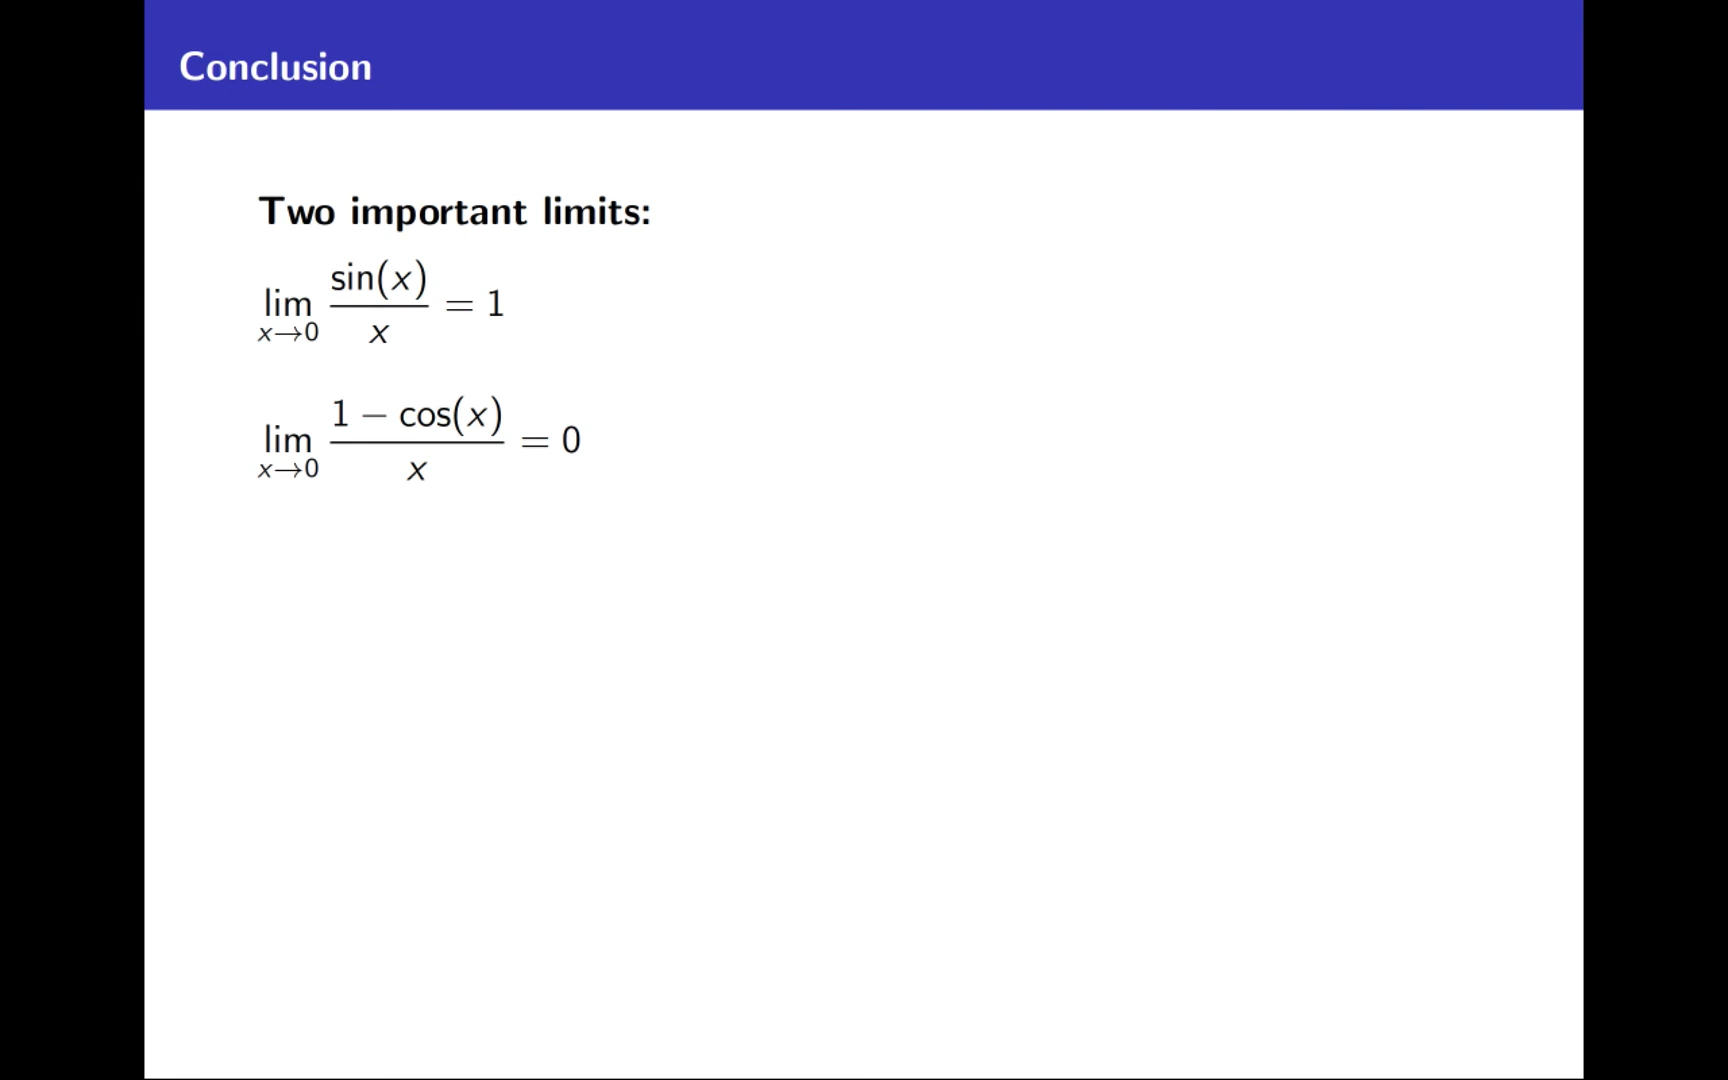 Conclusion
Two important limits:
lim x→0 sin(x)/x = 1
lim x→0 1 − cos(x)/x = 0